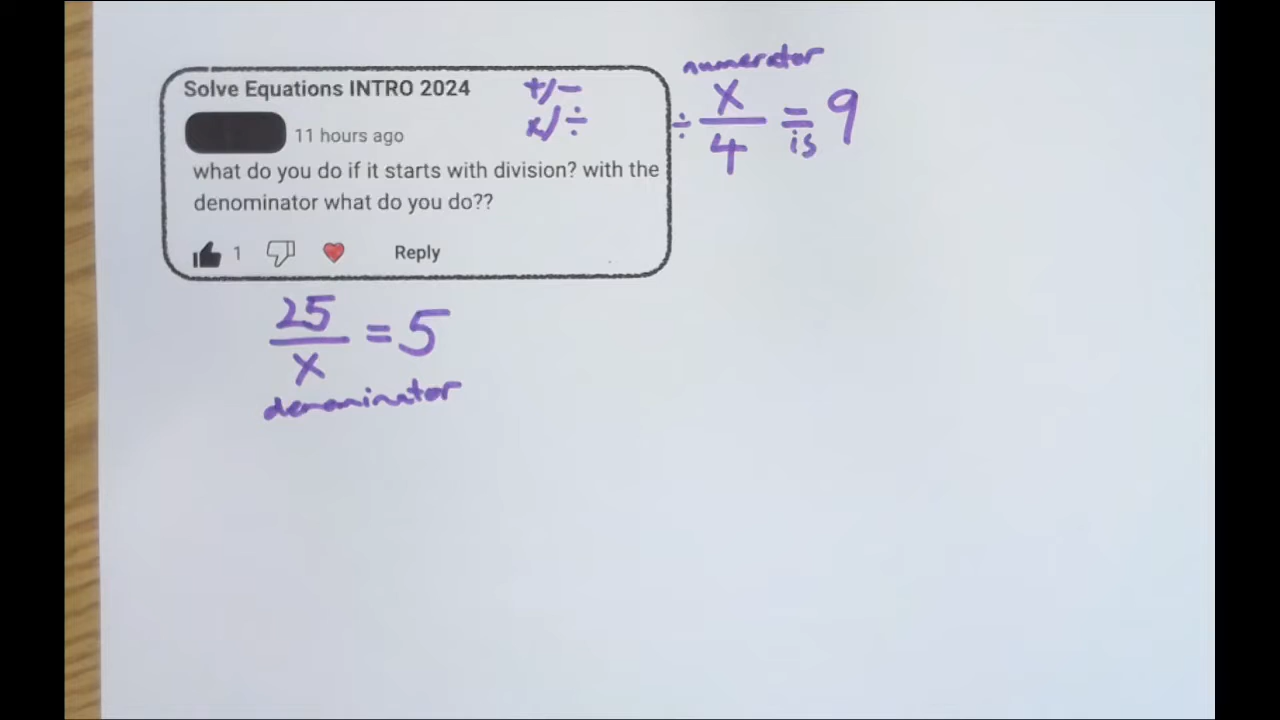 Solve Equations INTRO 2024
+/−
11 hours ago
x/÷
what do you do if it starts with division? with the
denominator what do you do??
1
Reply
numerator
÷ x/4 = 9
is
25/x = 5
denominator